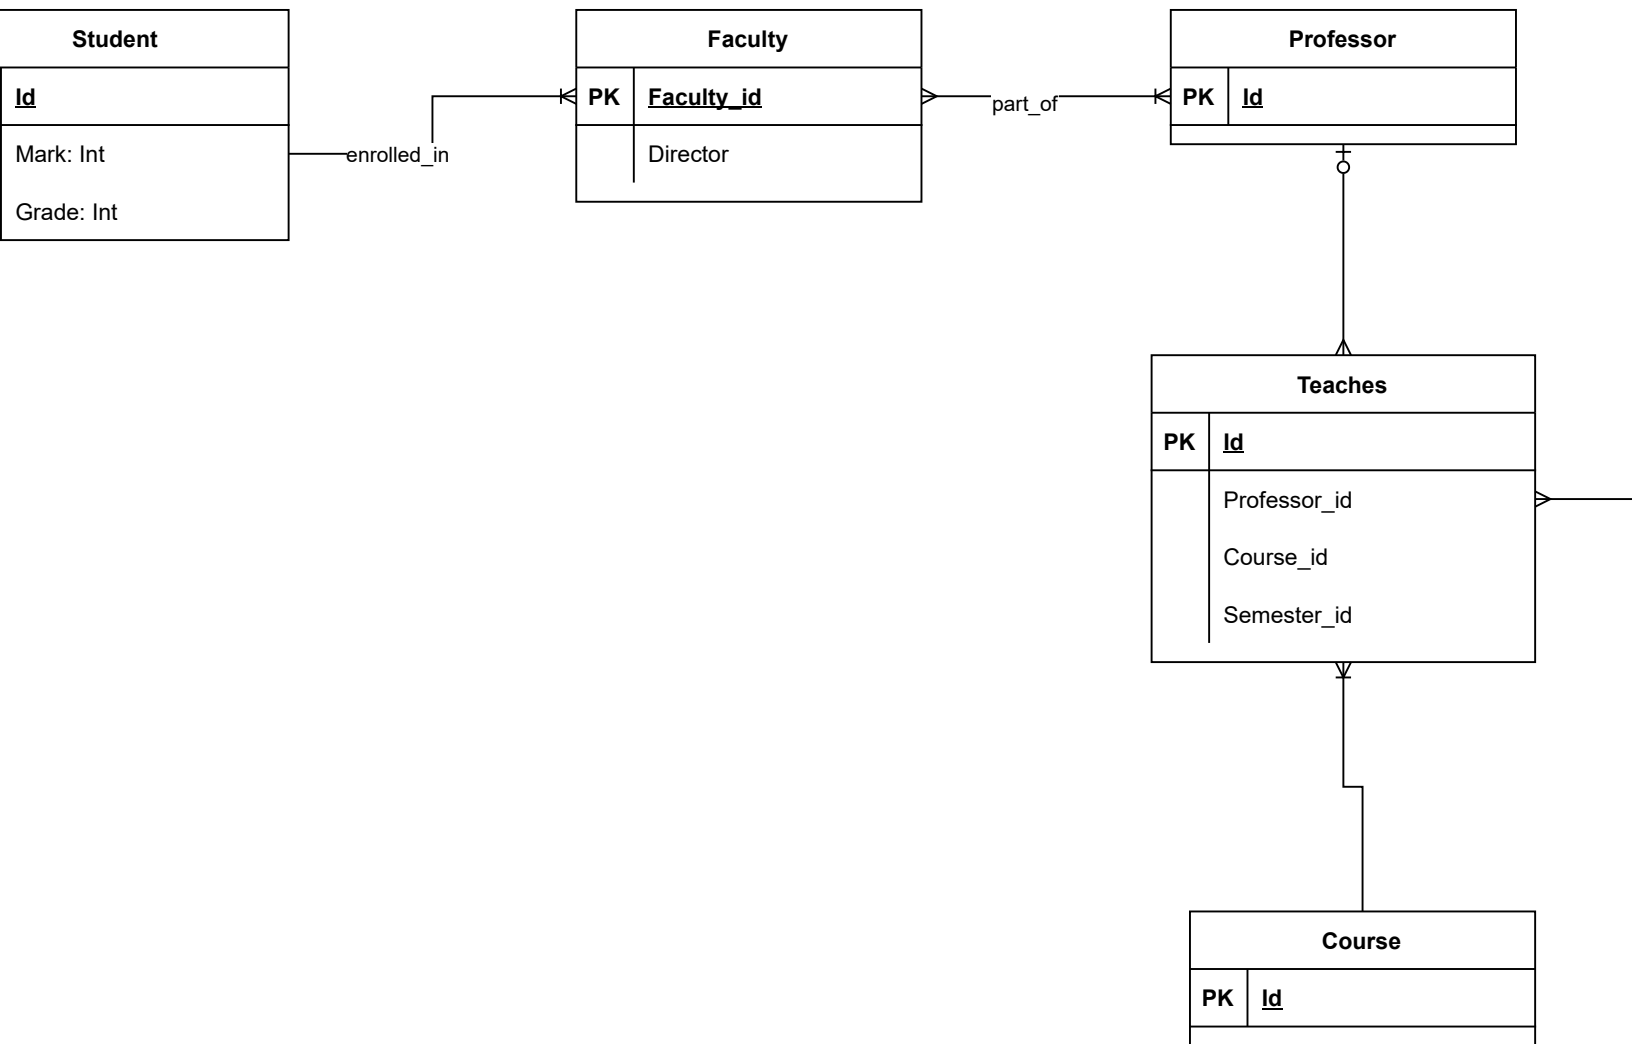 Student
Id
Mark: Int
Grade: Int
enrolled_in
Faculty
PK Faculty_id
Director
part_of
Professor
PK Id
Teaches
PK Id
Professor_id
Course_id
Semester_id
Course
PK Id